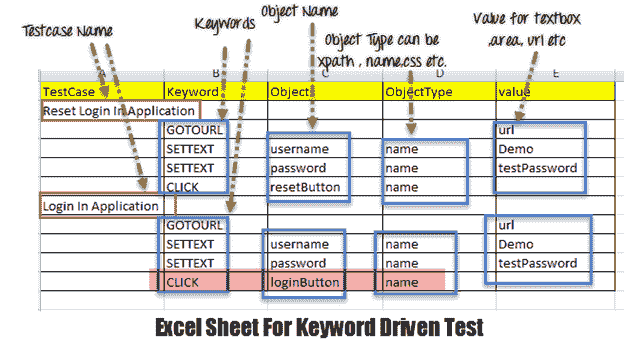 Testcase Name
Keywords
Object Name
Object Type can be
xpath , name,css etc.
Value for textbox
,area, url etc
A B C D E
TestCase Keyword Object ObjectType value
Reset Login In Application
GOTOURL url
SETTEXT username name Demo
SETTEXT password name testPassword
CLICK resetButton name
Login In Application
GOTOURL url
SETTEXT username name Demo
SETTEXT password name testPassword
CLICK loginButton name
Excel Sheet For Keyword Driven Test